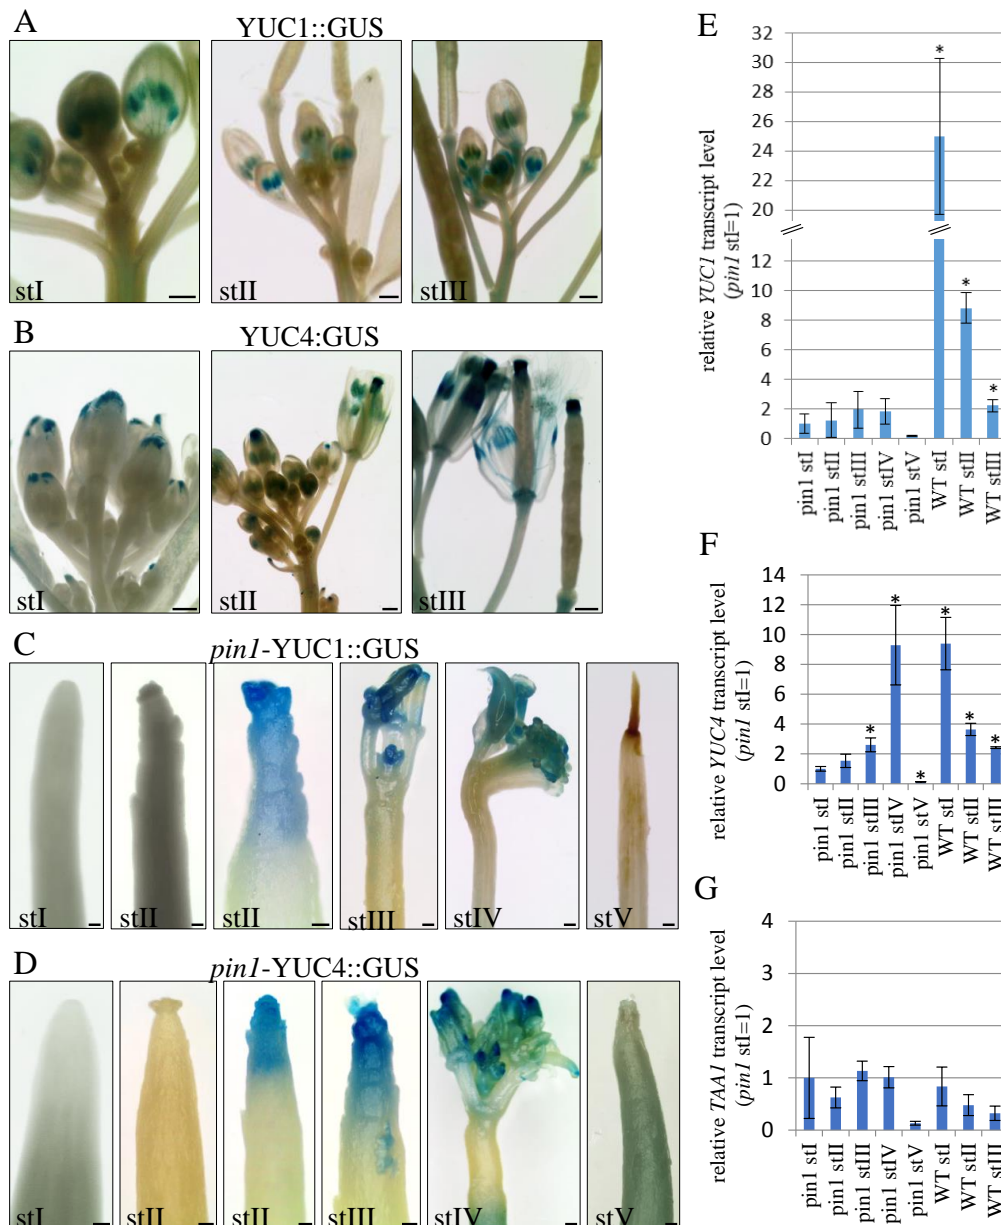 A
YUC1::GUS
stI
stII
stIII
B
YUC4:GUS
stI
stII
stIII
C
pin1-YUC1::GUS
stI
stII
stII
stIII
stIV
stV
D
pin1-YUC4::GUS
stI
stII
stII
stIII
stIV
stV
E
relative YUC1 transcript level
(pin1 stI=1)
32
30
28
26
24
22
20
12
10
8
6
4
2
0
*
*
*
pin1 stI
pin1 stII
pin1 stIII
pin1 stIV
pin1 stV
WT stI
WT stII
WT stIII
F
relative YUC4 transcript level
(pin1 stI=1)
14
12
10
8
6
4
2
0
*
*
*
*
*
*
pin1 stI
pin1 stII
pin1 stIII
pin1 stIV
pin1 stV
WT stI
WT stII
WT stIII
G
relative TAA1 transcript level
(pin1 stI=1)
4
3
2
1
0
pin1 stI
pin1 stII
pin1 stIII
pin1 stIV
pin1 stV
WT stI
WT stII
WT stIII